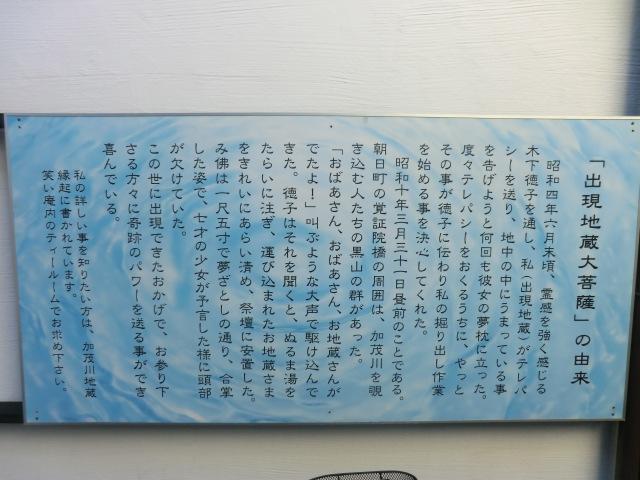 「出現地蔵大菩薩」の由来
昭和四年六月末頃、霊感を強く感じる
木下徳子を通し、私(出現地蔵)がテレパ
シーを送り、地中の中にうまっている事
を告げようと何回も彼女の夢枕に立った。
度々テレパシーをおくるうちに、やっと
その事が徳子に伝わり私の掘り出し作業
を始める事を決心してくれた。
昭和十年三月三十一日昼前のことである。
朝日町の覚証院橋の周囲は、加茂川を覗
き込む人たちの黒山の群があった。
「おばあさん、おばあさん、お地蔵さんが
でたよー!」叫ぶような大声で駆け込んで
きた。徳子はそれを聞くと、ぬるま湯を
たらいに注ぎ、運び込まれたお地蔵さま
をきれいにあらい清め、祭壇に安置した。
み佛は一尺五寸で夢ざとしの通り、合掌
した姿で、七才の少女が予言した様に頭部
が欠けていた。
この世に出現できたおかげで、お参り下
さる方々に奇跡のパワーを送る事ができ
喜んでいる。
私の詳しい事を知りたい方は、加茂川地蔵
縁起に書かれています。
笑い庵内のティールームでお求め下さい。